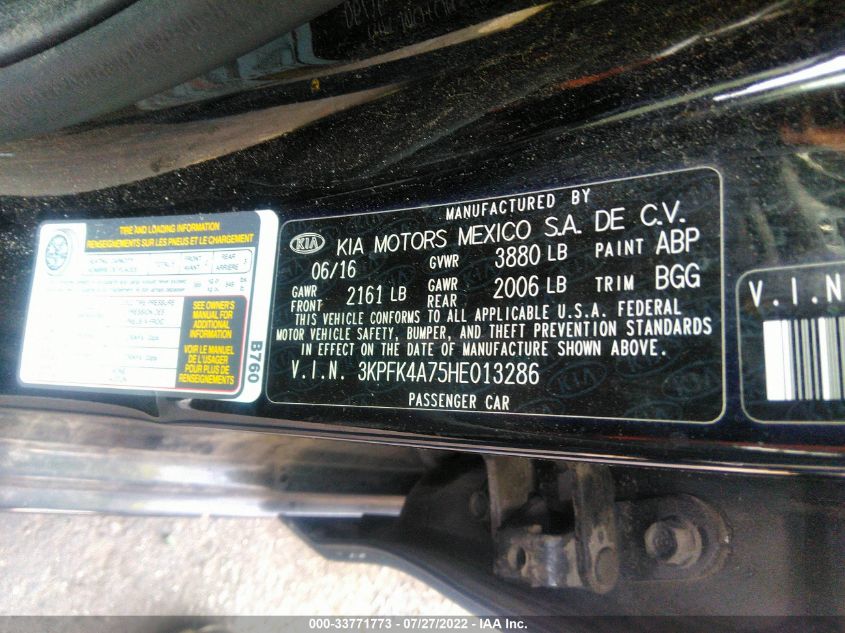 MANUFACTURED BY
KIA KIA MOTORS MEXICO S.A. DE C.V.
06/16 GVWR 3880 LB PAINT ABP
GAWR FRONT 2161 LB GAWR REAR 2006 LB TRIM BGG
THIS VEHICLE CONFORMS TO ALL APPLICABLE U.S.A. FEDERAL
MOTOR VEHICLE SAFETY, BUMPER, AND THEFT PREVENTION STANDARDS
IN EFFECT ON THE DATE OF MANUFACTURE SHOWN ABOVE.
V.I.N. 3KPFK4A75HE013286
PASSENGER CAR
TIRE AND LOADING INFORMATION
RENSEIGNEMENTS SUR LES PNEUS ET LE CHARGEMENT
SEE OWNER'S
MANUAL FOR
ADDITIONAL
INFORMATION
VOIR LE MANUEL
DE L'USAGER
POUR PLUS DE
RENSEIGNEMENTS
B760
V.I.N
000-33771773 - 07/27/2022 - IAA Inc.